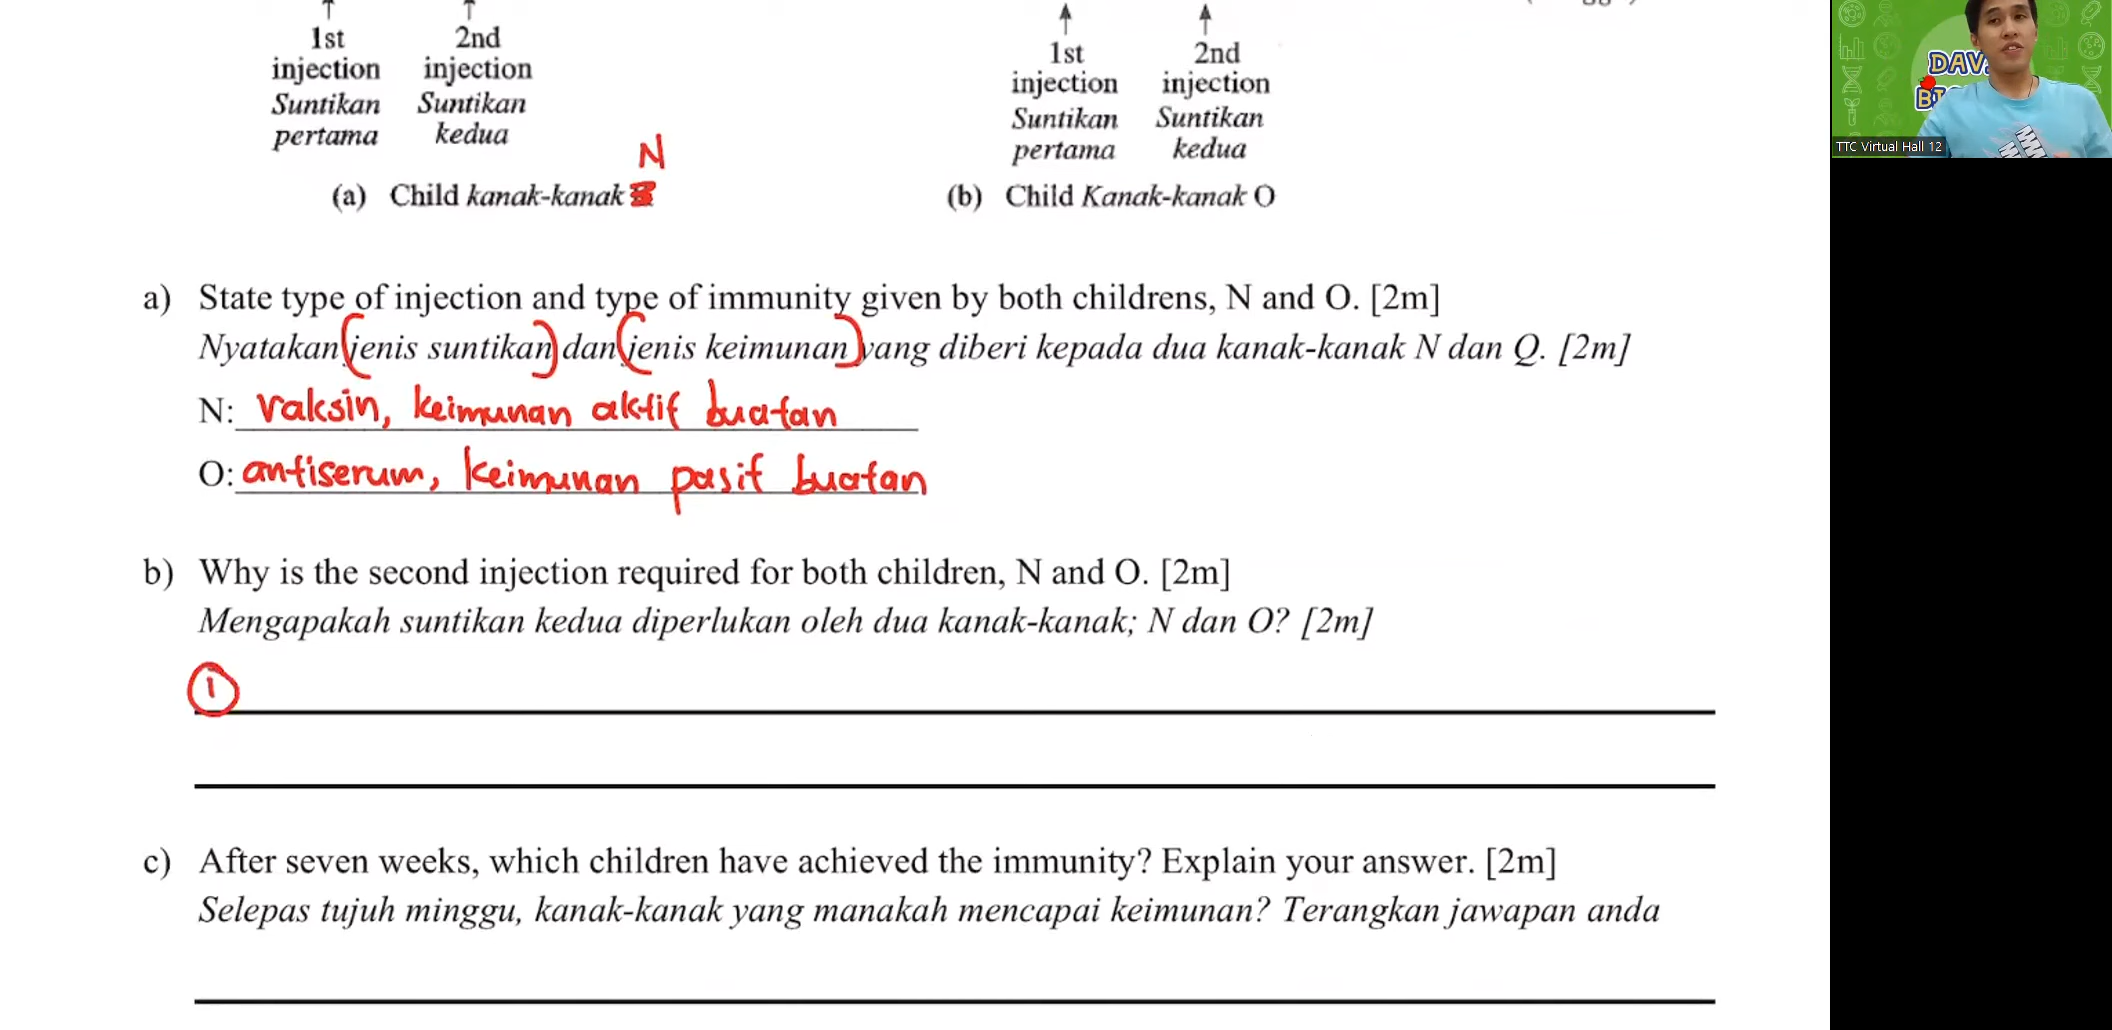 1st
injection
Suntikan
pertama
2nd
injection
Suntikan
kedua
N
(a) Child kanak-kanak
1st
injection
Suntikan
pertama
2nd
injection
Suntikan
kedua
(b) Child Kanak-kanak O
a) State type of injection and type of immunity given by both childrens, N and O. [2m]
Nyatakan (jenis suntikan) dan (jenis keimunan) yang diberi kepada dua kanak-kanak N dan Q. [2m]
N: vaksin, keimunan aktif buatan
O: antiserum, keimunan pasif buatan
b) Why is the second injection required for both children, N and O. [2m]
Mengapakah suntikan kedua diperlukan oleh dua kanak-kanak; N dan O? [2m]
1
c) After seven weeks, which children have achieved the immunity? Explain your answer. [2m]
Selepas tujuh minggu, kanak-kanak yang manakah mencapai keimunan? Terangkan jawapan anda
TTC Virtual Hall 12